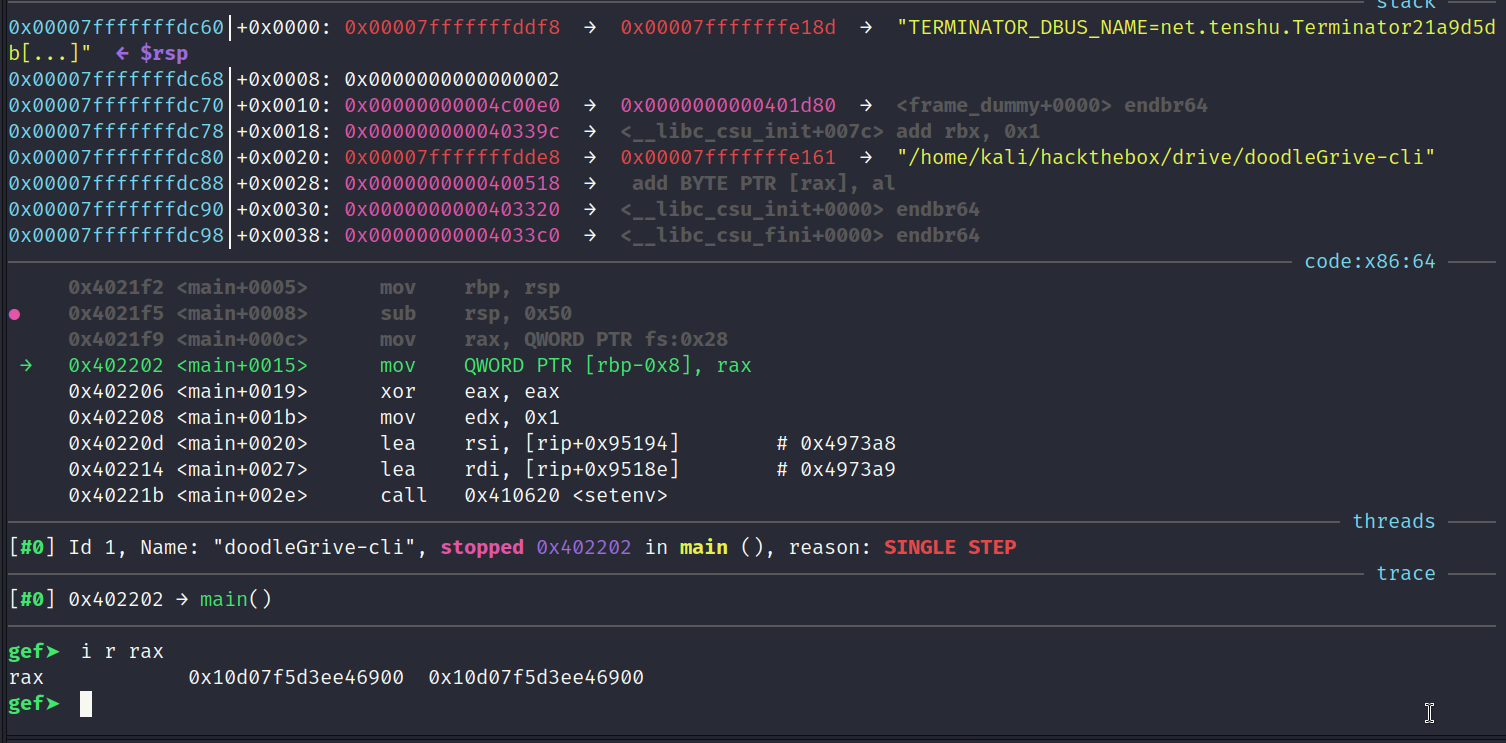 stack
0x00007fffffffdc60│+0x0000: 0x00007fffffffddf8  →  0x00007fffffffe18d  →  "TERMINATOR_DBUS_NAME=net.tenshu.Terminator21a9d5d
b[...]"  ← $rsp
0x00007fffffffdc68│+0x0008: 0x0000000000000002
0x00007fffffffdc70│+0x0010: 0x00000000004c00e0  →  0x0000000000401d80  →  <frame_dummy+0000> endbr64
0x00007fffffffdc78│+0x0018: 0x000000000040339c  →  <__libc_csu_init+007c> add rbx, 0x1
0x00007fffffffdc80│+0x0020: 0x00007fffffffdde8  →  0x00007fffffffe161  →  "/home/kali/hackthebox/drive/doodleGrive-cli"
0x00007fffffffdc88│+0x0028: 0x0000000000400518  →   add BYTE PTR [rax], al
0x00007fffffffdc90│+0x0030: 0x0000000000403320  →  <__libc_csu_init+0000> endbr64
0x00007fffffffdc98│+0x0038: 0x00000000004033c0  →  <__libc_csu_fini+0000> endbr64
code:x86:64
0x4021f2 <main+0005>      mov    rbp, rsp
●   0x4021f5 <main+0008>      sub    rsp, 0x50
0x4021f9 <main+000c>      mov    rax, QWORD PTR fs:0x28
→   0x402202 <main+0015>      mov    QWORD PTR [rbp-0x8], rax
0x402206 <main+0019>      xor    eax, eax
0x402208 <main+001b>      mov    edx, 0x1
0x40220d <main+0020>      lea    rsi, [rip+0x95194]        # 0x4973a8
0x402214 <main+0027>      lea    rdi, [rip+0x9518e]        # 0x4973a9
0x40221b <main+002e>      call   0x410620 <setenv>
threads
[#0] Id 1, Name: "doodleGrive-cli", stopped 0x402202 in main (), reason: SINGLE STEP
trace
[#0] 0x402202 → main()
gef➤  i r rax
rax            0x10d07f5d3ee46900  0x10d07f5d3ee46900
gef➤